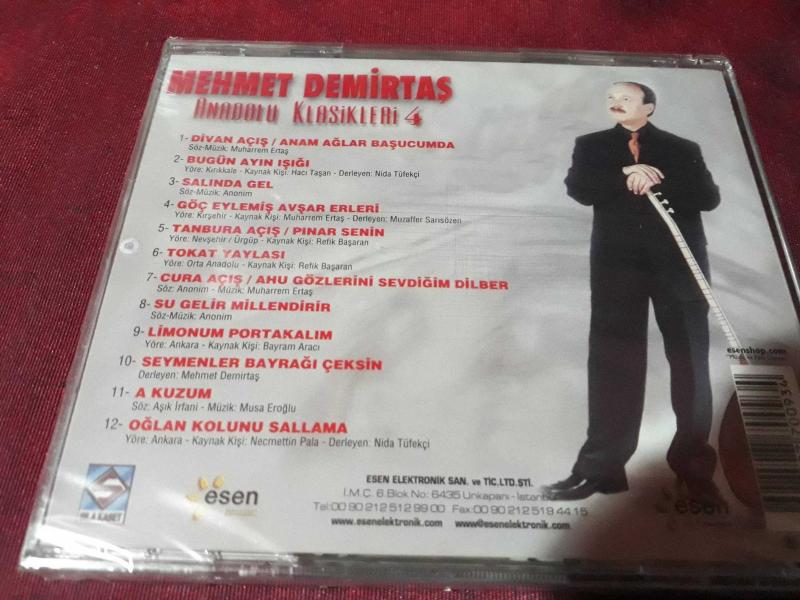 MEHMET DEMİRTAŞ
ANADOLU KLASİKLERİ 4
1- DİVAN AÇIŞ / ANAM AĞLAR BAŞUCUMDA
Söz-Müzik: Muharrem Ertaş
2- BUGÜN AYIN IŞIĞI
Yöre: Kırıkkale - Kaynak Kişi: Hacı Taşan - Derleyen: Nida Tüfekçi
3- SALINDA GEL
Söz-Müzik: Anonim
4- GÖÇ EYLEMİŞ AVŞAR ERLERİ
Yöre: Kırşehir - Kaynak Kişi: Muharrem Ertaş - Derleyen: Muzaffer Sarısözen
5- TANBURA AÇIŞ / PINAR SENİN
Yöre: Nevşehir / Ürgüp - Kaynak Kişi: Refik Başaran
6- TOKAT YAYLASI
Yöre: Orta Anadolu - Kaynak Kişi: Refik Başaran
7- CURA AÇIŞ / AHU GÖZLERİNİ SEVDİĞİM DİLBER
Söz: Anonim - Müzik: Muharrem Ertaş
8- SU GELİR MİLLENDİRİR
Söz-Müzik: Anonim
9- LİMONUM PORTAKALIM
Yöre: Ankara - Kaynak Kişi: Bayram Aracı
10- SEYMENLER BAYRAĞI ÇEKSİN
Derleyen: Mehmet Demirtaş
11- A KUZUM
Söz: Aşık İrfani - Müzik: Musa Eroğlu
12- OĞLAN KOLUNU SALLAMA
Yöre: Ankara - Kaynak Kişi: Necmettin Pala - Derleyen: Nida Tüfekçi
esenshop.com
700936
esen
esen
ESEN ELEKTRONİK SAN. ve TİC.LTD.ŞTİ.
İ.M.Ç. 6.Blok No: 6435 Unkapanı - İstanbul
Tel:00 90 212 512 99 00 Fax:00 90 212 519 44 15
www.esenelektronik.com www@esenelektronik.com